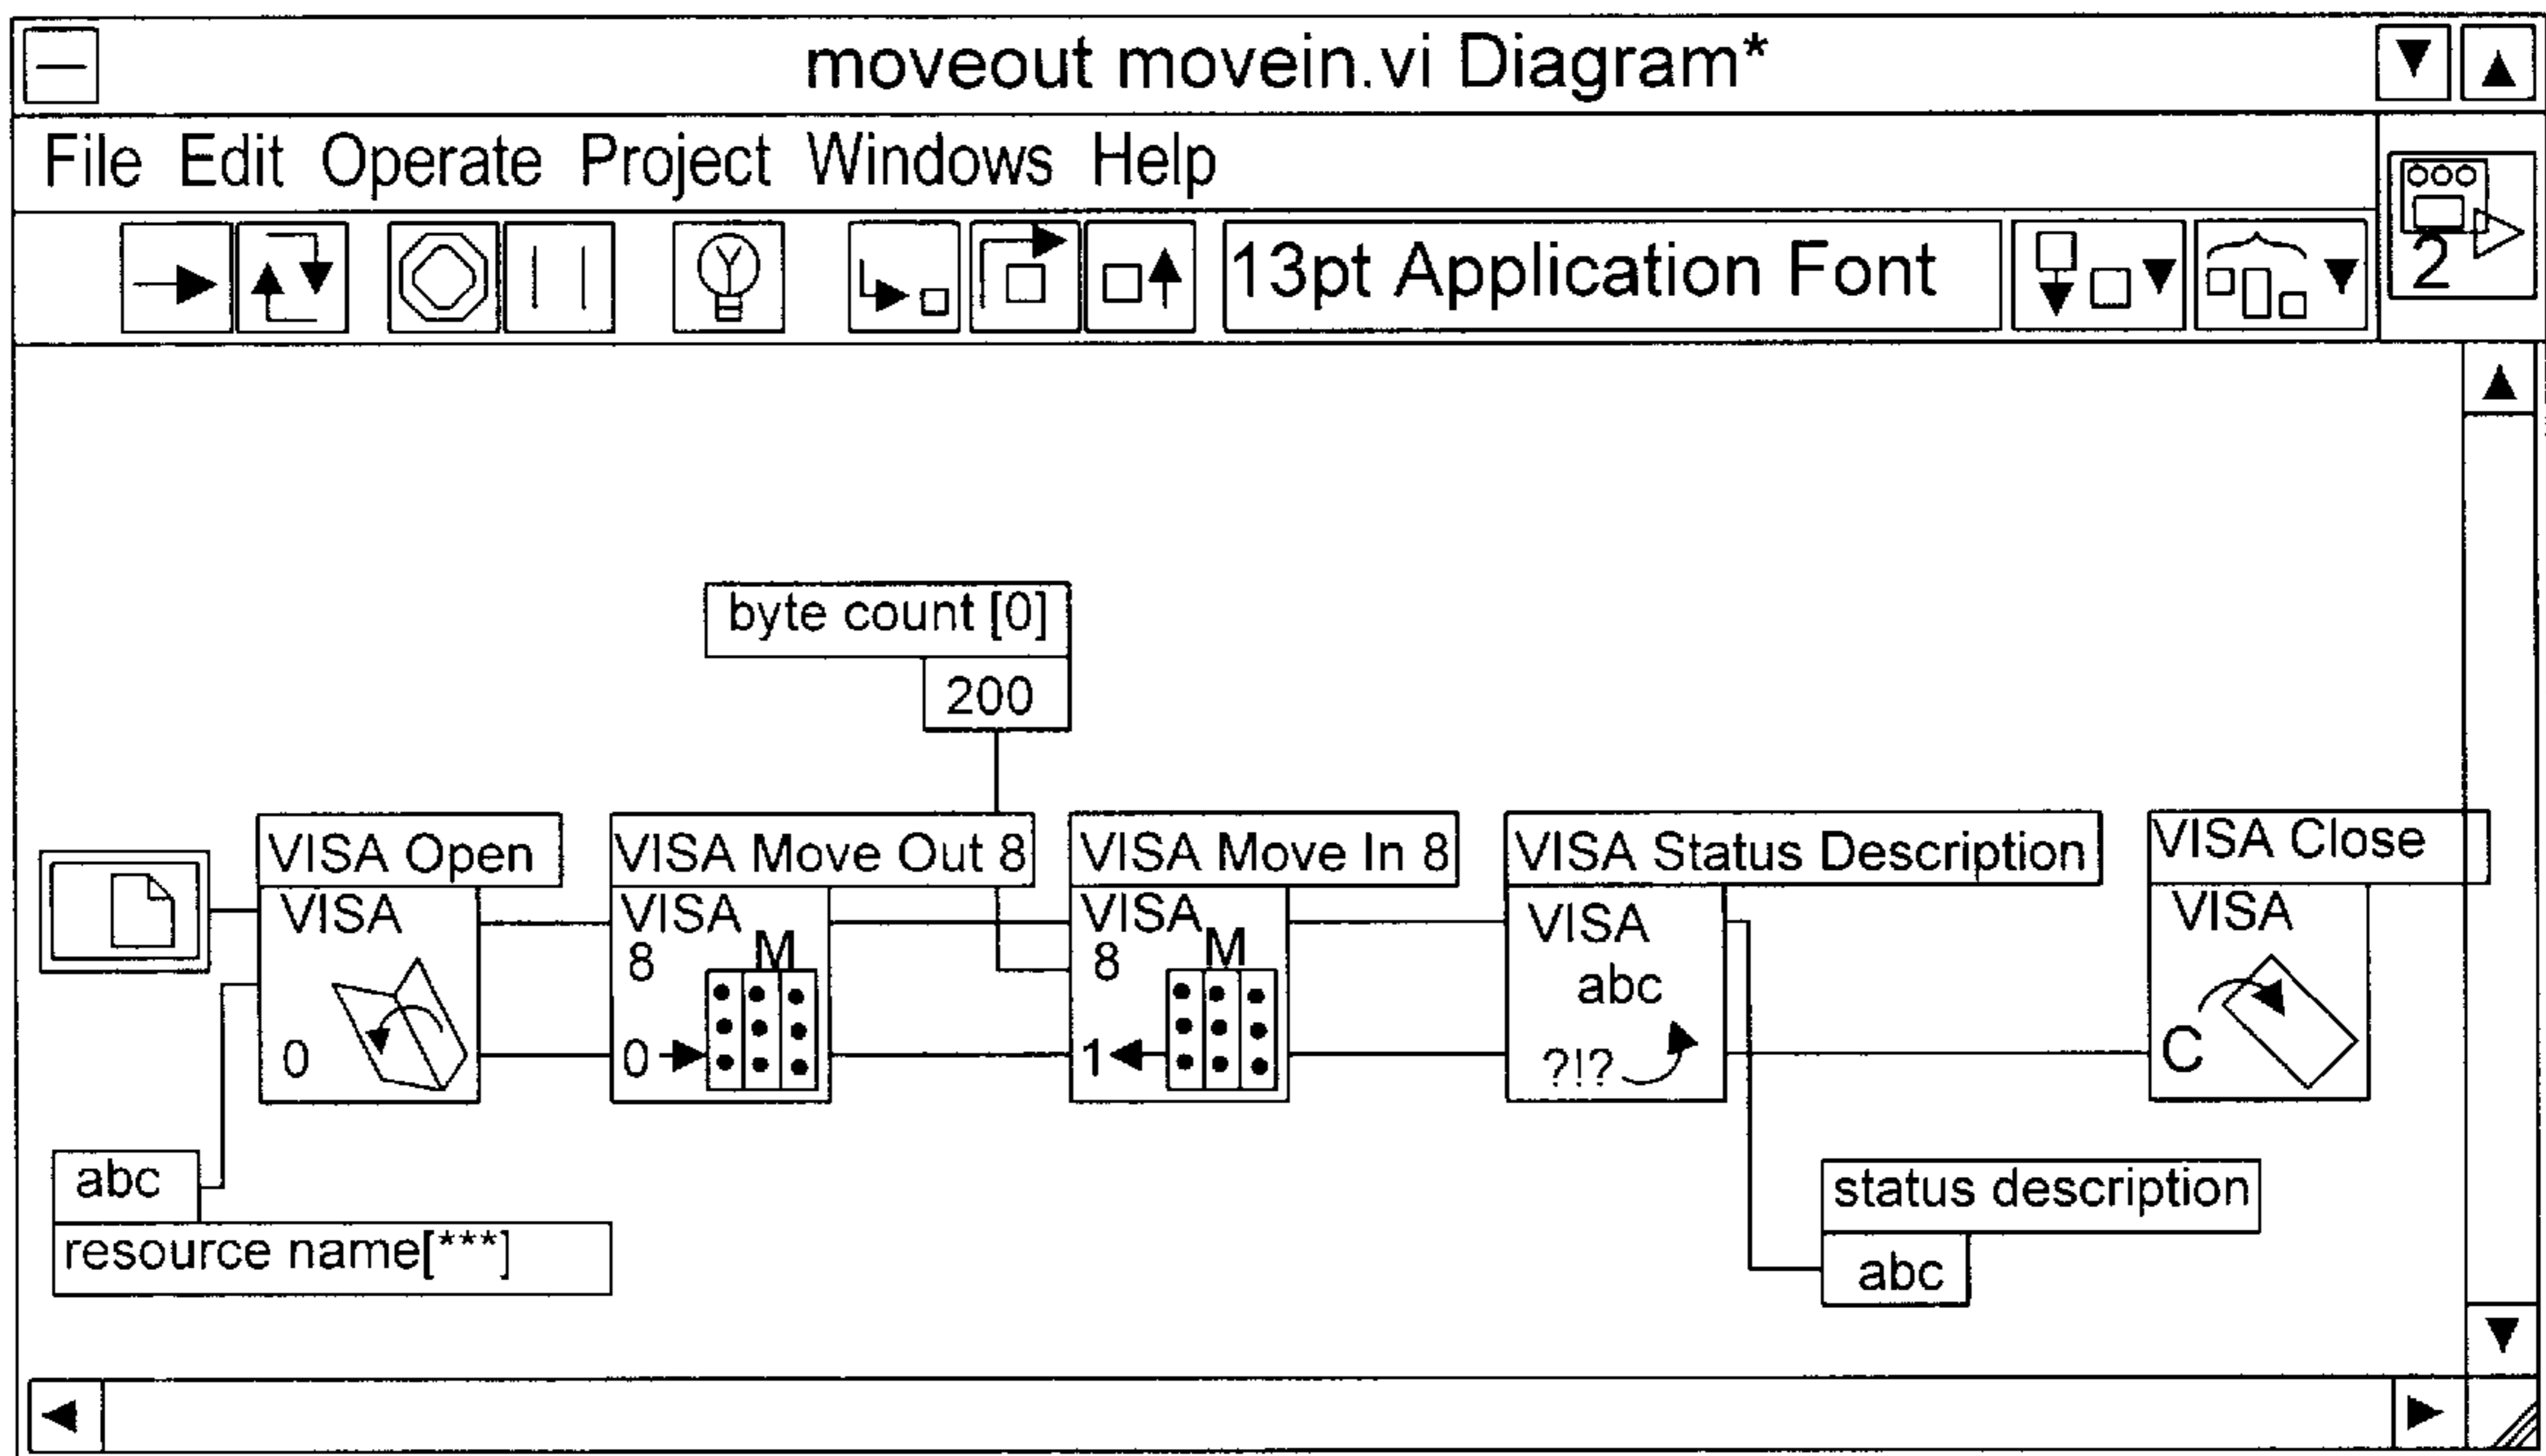 moveout movein.vi Diagram*
File Edit Operate Project Windows Help
13pt Application Font
2
byte count [0]
200
VISA Open
VISA Move Out 8
VISA Move In 8
VISA Status Description
VISA Close
VISA
0
VISA
8
M
0
VISA
8
M
1
VISA
abc
?!?
VISA
C
abc
resource name[***]
status description
abc